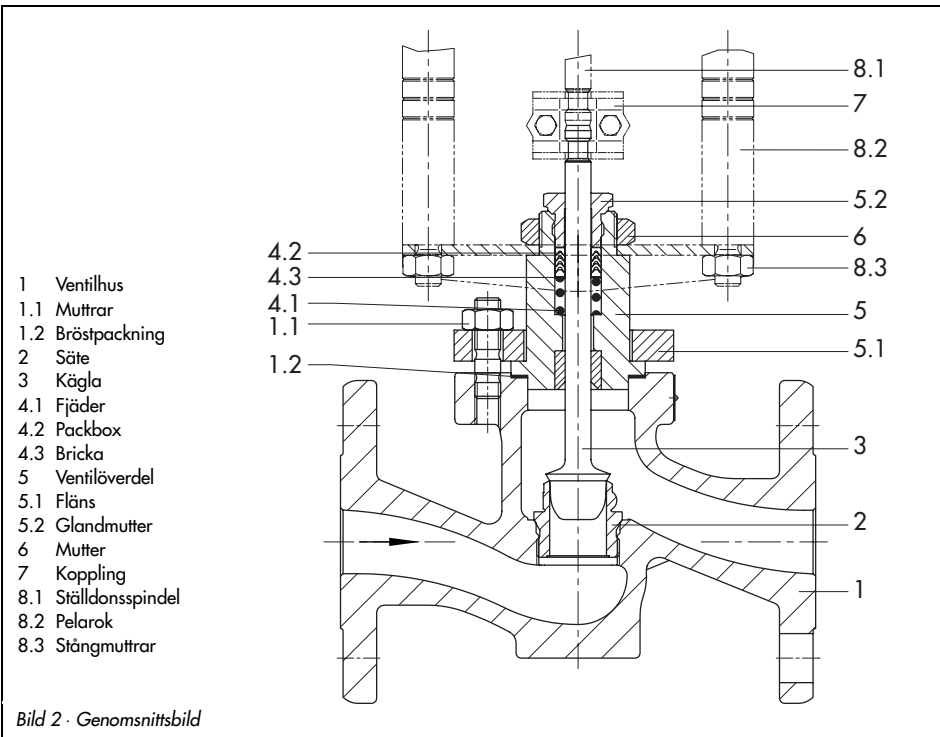 8.1
7
8.2
5.2
6
8.3
4.2
4.3
4.1
1.1
1.2
5
5.1
3
2
1
1 Ventilhus
1.1 Muttrar
1.2 Bröstpackning
2 Säte
3 Kägla
4.1 Fjäder
4.2 Packbox
4.3 Bricka
5 Ventilöverdel
5.1 Fläns
5.2 Glandmutter
6 Mutter
7 Koppling
8.1 Ställdonsspindel
8.2 Pelarok
8.3 Stångmuttrar
Bild 2 · Genomsnittsbild